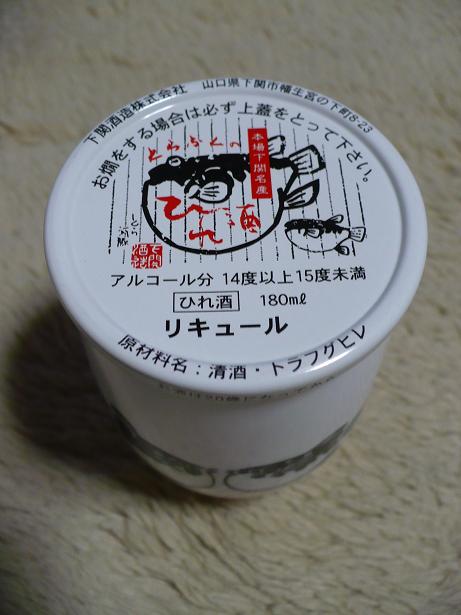 下関酒造株式会社 山口県下関市幡生宮の下町8-23
お燗をする場合は必ず上蓋をとって下さい。
本場下関名産
とらふくの
ひれ酒
アルコール分 14度以上15度未満
ひれ酒 180ml
リキュール
原材料名：清酒・トラフグヒレ